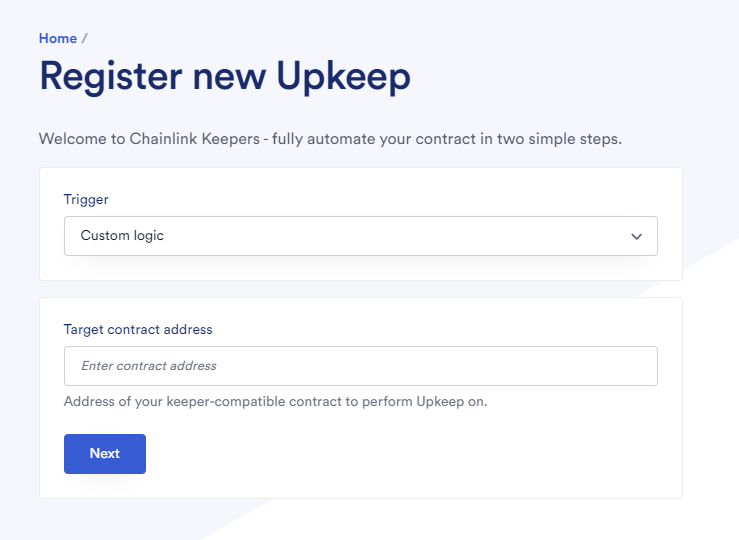 Home /
Register new Upkeep
Welcome to Chainlink Keepers - fully automate your contract in two simple steps.
Trigger
Custom logic
Target contract address
Enter contract address
Address of your keeper-compatible contract to perform Upkeep on.
Next